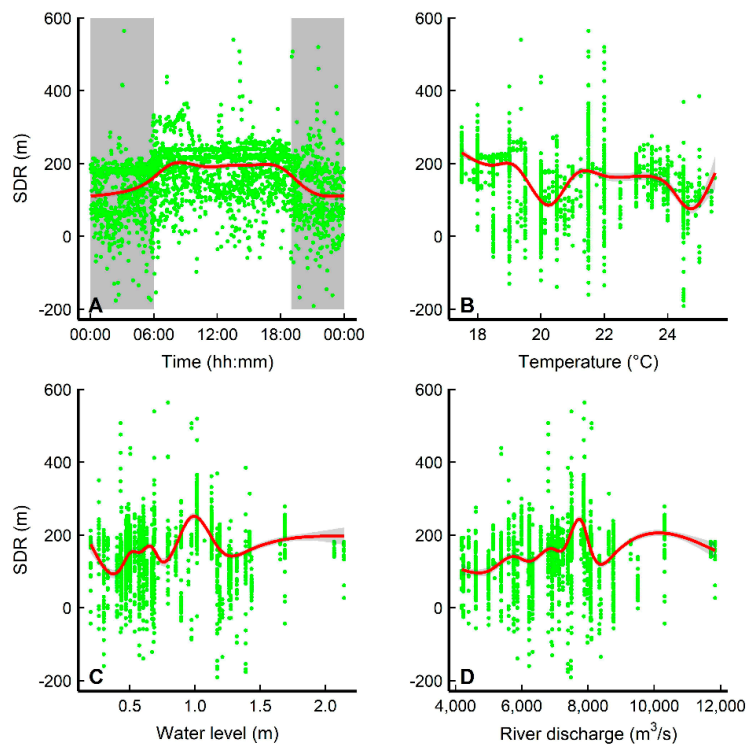 600
400
200
0
-200
SDR (m)
A
00:00 06:00 12:00 18:00 00:00
Time (hh:mm)
600
400
200
0
-200
B
18 20 22 24
Temperature (°C)
600
400
200
0
-200
SDR (m)
C
0.5 1.0 1.5 2.0
Water level (m)
600
400
200
0
-200
D
4,000 6,000 8,000 10,000 12,000
River discharge (m³/s)